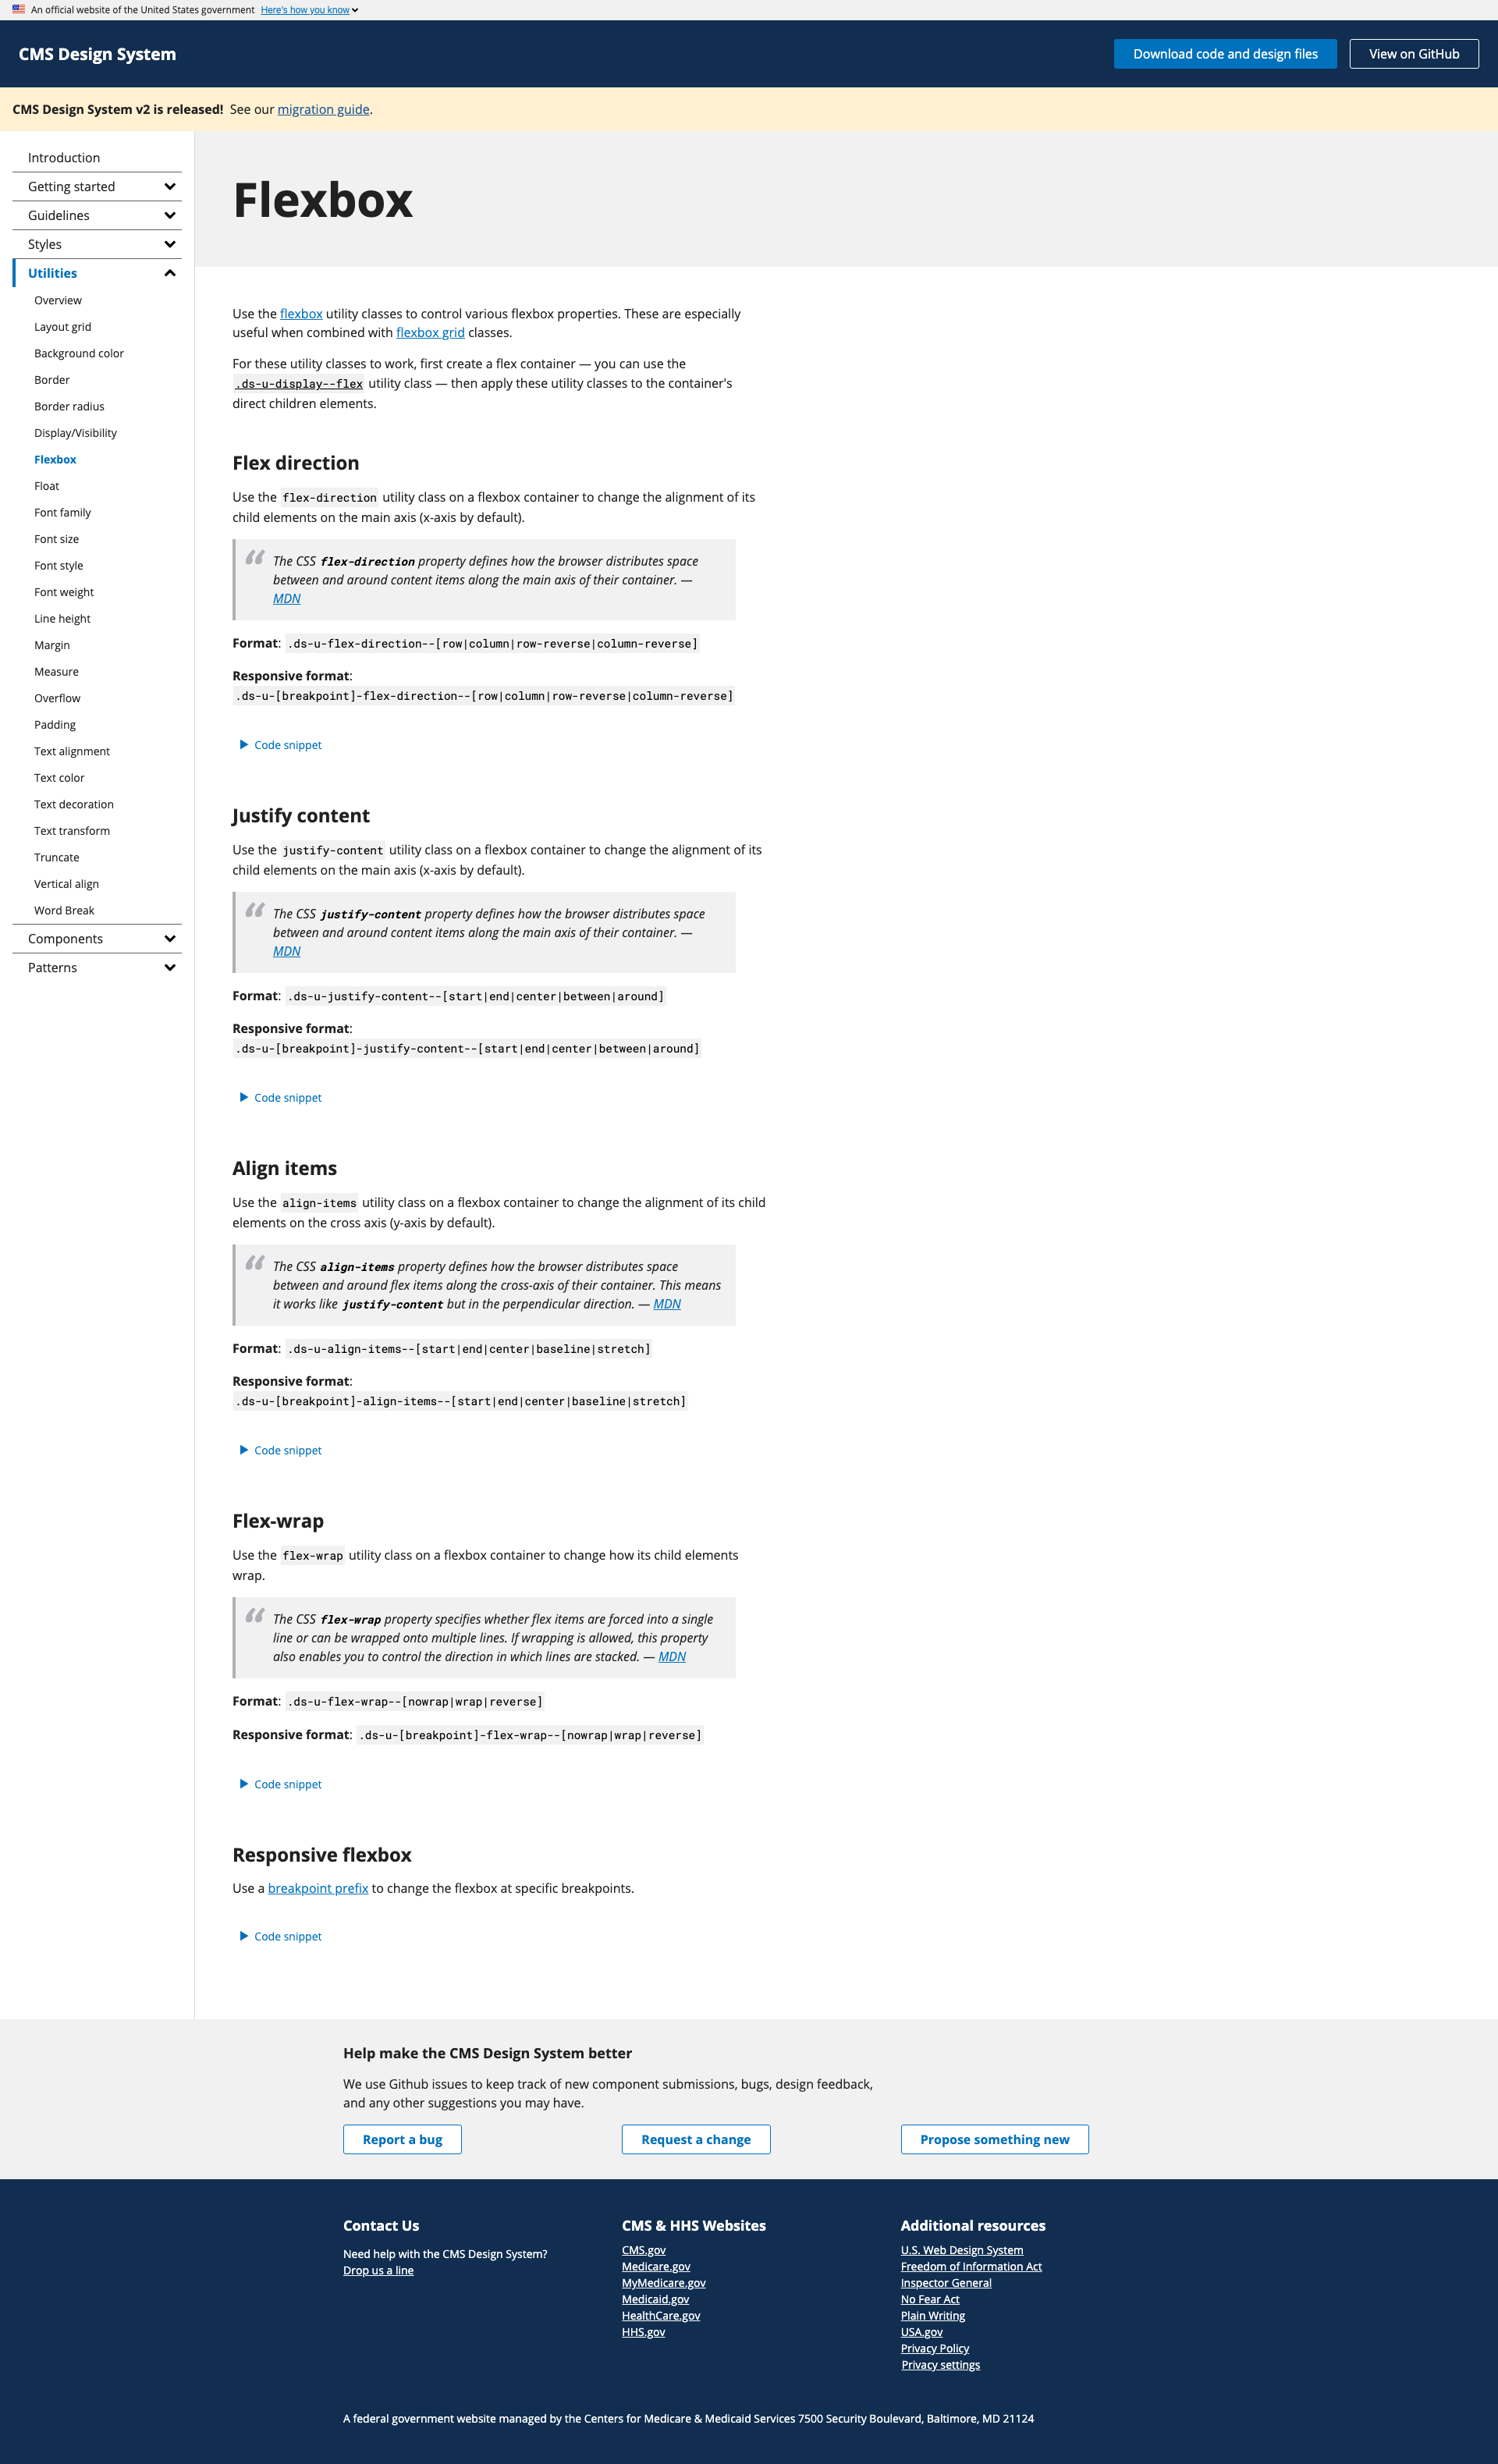 An official website of the United States government Here's how you know
CMS Design System
Download code and design files
View on GitHub
CMS Design System v2 is released! See our migration guide.
Introduction
Getting started
Guidelines
Styles
Utilities
Overview
Layout grid
Background color
Border
Border radius
Display/Visibility
Flexbox
Float
Font family
Font size
Font style
Font weight
Line height
Margin
Measure
Overflow
Padding
Text alignment
Text color
Text decoration
Text transform
Truncate
Vertical align
Word Break
Components
Patterns
Flexbox
Use the flexbox utility classes to control various flexbox properties. These are especially
useful when combined with flexbox grid classes.
For these utility classes to work, first create a flex container — you can use the
.ds-u-display--flex utility class — then apply these utility classes to the container's
direct children elements.
Flex direction
Use the flex-direction utility class on a flexbox container to change the alignment of its
child elements on the main axis (x-axis by default).
The CSS flex-direction property defines how the browser distributes space
between and around content items along the main axis of their container. —
MDN
Format: .ds-u-flex-direction--[row|column|row-reverse|column-reverse]
Responsive format:
.ds-u-[breakpoint]-flex-direction--[row|column|row-reverse|column-reverse]
Code snippet
Justify content
Use the justify-content utility class on a flexbox container to change the alignment of its
child elements on the main axis (x-axis by default).
The CSS justify-content property defines how the browser distributes space
between and around content items along the main axis of their container. —
MDN
Format: .ds-u-justify-content--[start|end|center|between|around]
Responsive format:
.ds-u-[breakpoint]-justify-content--[start|end|center|between|around]
Code snippet
Align items
Use the align-items utility class on a flexbox container to change the alignment of its child
elements on the cross axis (y-axis by default).
The CSS align-items property defines how the browser distributes space
between and around flex items along the cross-axis of their container. This means
it works like justify-content but in the perpendicular direction. — MDN
Format: .ds-u-align-items--[start|end|center|baseline|stretch]
Responsive format:
.ds-u-[breakpoint]-align-items--[start|end|center|baseline|stretch]
Code snippet
Flex-wrap
Use the flex-wrap utility class on a flexbox container to change how its child elements
wrap.
The CSS flex-wrap property specifies whether flex items are forced into a single
line or can be wrapped onto multiple lines. If wrapping is allowed, this property
also enables you to control the direction in which lines are stacked. — MDN
Format: .ds-u-flex-wrap--[nowrap|wrap|reverse]
Responsive format: .ds-u-[breakpoint]-flex-wrap--[nowrap|wrap|reverse]
Code snippet
Responsive flexbox
Use a breakpoint prefix to change the flexbox at specific breakpoints.
Code snippet
Help make the CMS Design System better
We use Github issues to keep track of new component submissions, bugs, design feedback,
and any other suggestions you may have.
Report a bug
Request a change
Propose something new
Contact Us
Need help with the CMS Design System?
Drop us a line
CMS & HHS Websites
CMS.gov
Medicare.gov
MyMedicare.gov
Medicaid.gov
HealthCare.gov
HHS.gov
Additional resources
U.S. Web Design System
Freedom of Information Act
Inspector General
No Fear Act
Plain Writing
USA.gov
Privacy Policy
Privacy settings
A federal government website managed by the Centers for Medicare & Medicaid Services 7500 Security Boulevard, Baltimore, MD 21124